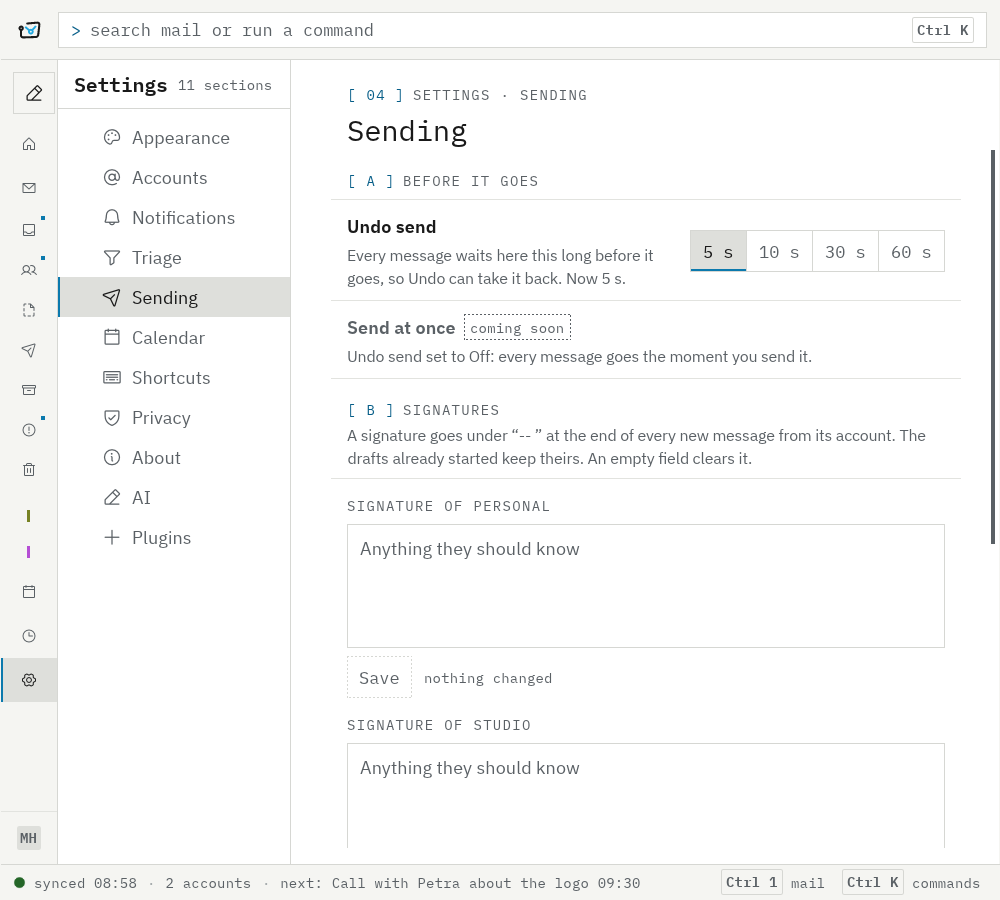 > search mail or run a command
Ctrl K
Settings 11 sections
Appearance
Accounts
Notifications
Triage
Sending
Calendar
Shortcuts
Privacy
About
AI
Plugins
MH
[ 04 ] SETTINGS · SENDING
Sending
[ A ] BEFORE IT GOES
Undo send
Every message waits here this long before it
goes, so Undo can take it back. Now 5 s.
5 s 10 s 30 s 60 s
Send at once coming soon
Undo send set to Off: every message goes the moment you send it.
[ B ] SIGNATURES
A signature goes under “-- ” at the end of every new message from its account. The
drafts already started keep theirs. An empty field clears it.
SIGNATURE OF PERSONAL
Anything they should know
Save nothing changed
SIGNATURE OF STUDIO
Anything they should know
synced 08:58 · 2 accounts · next: Call with Petra about the logo 09:30
Ctrl 1 mail Ctrl K commands